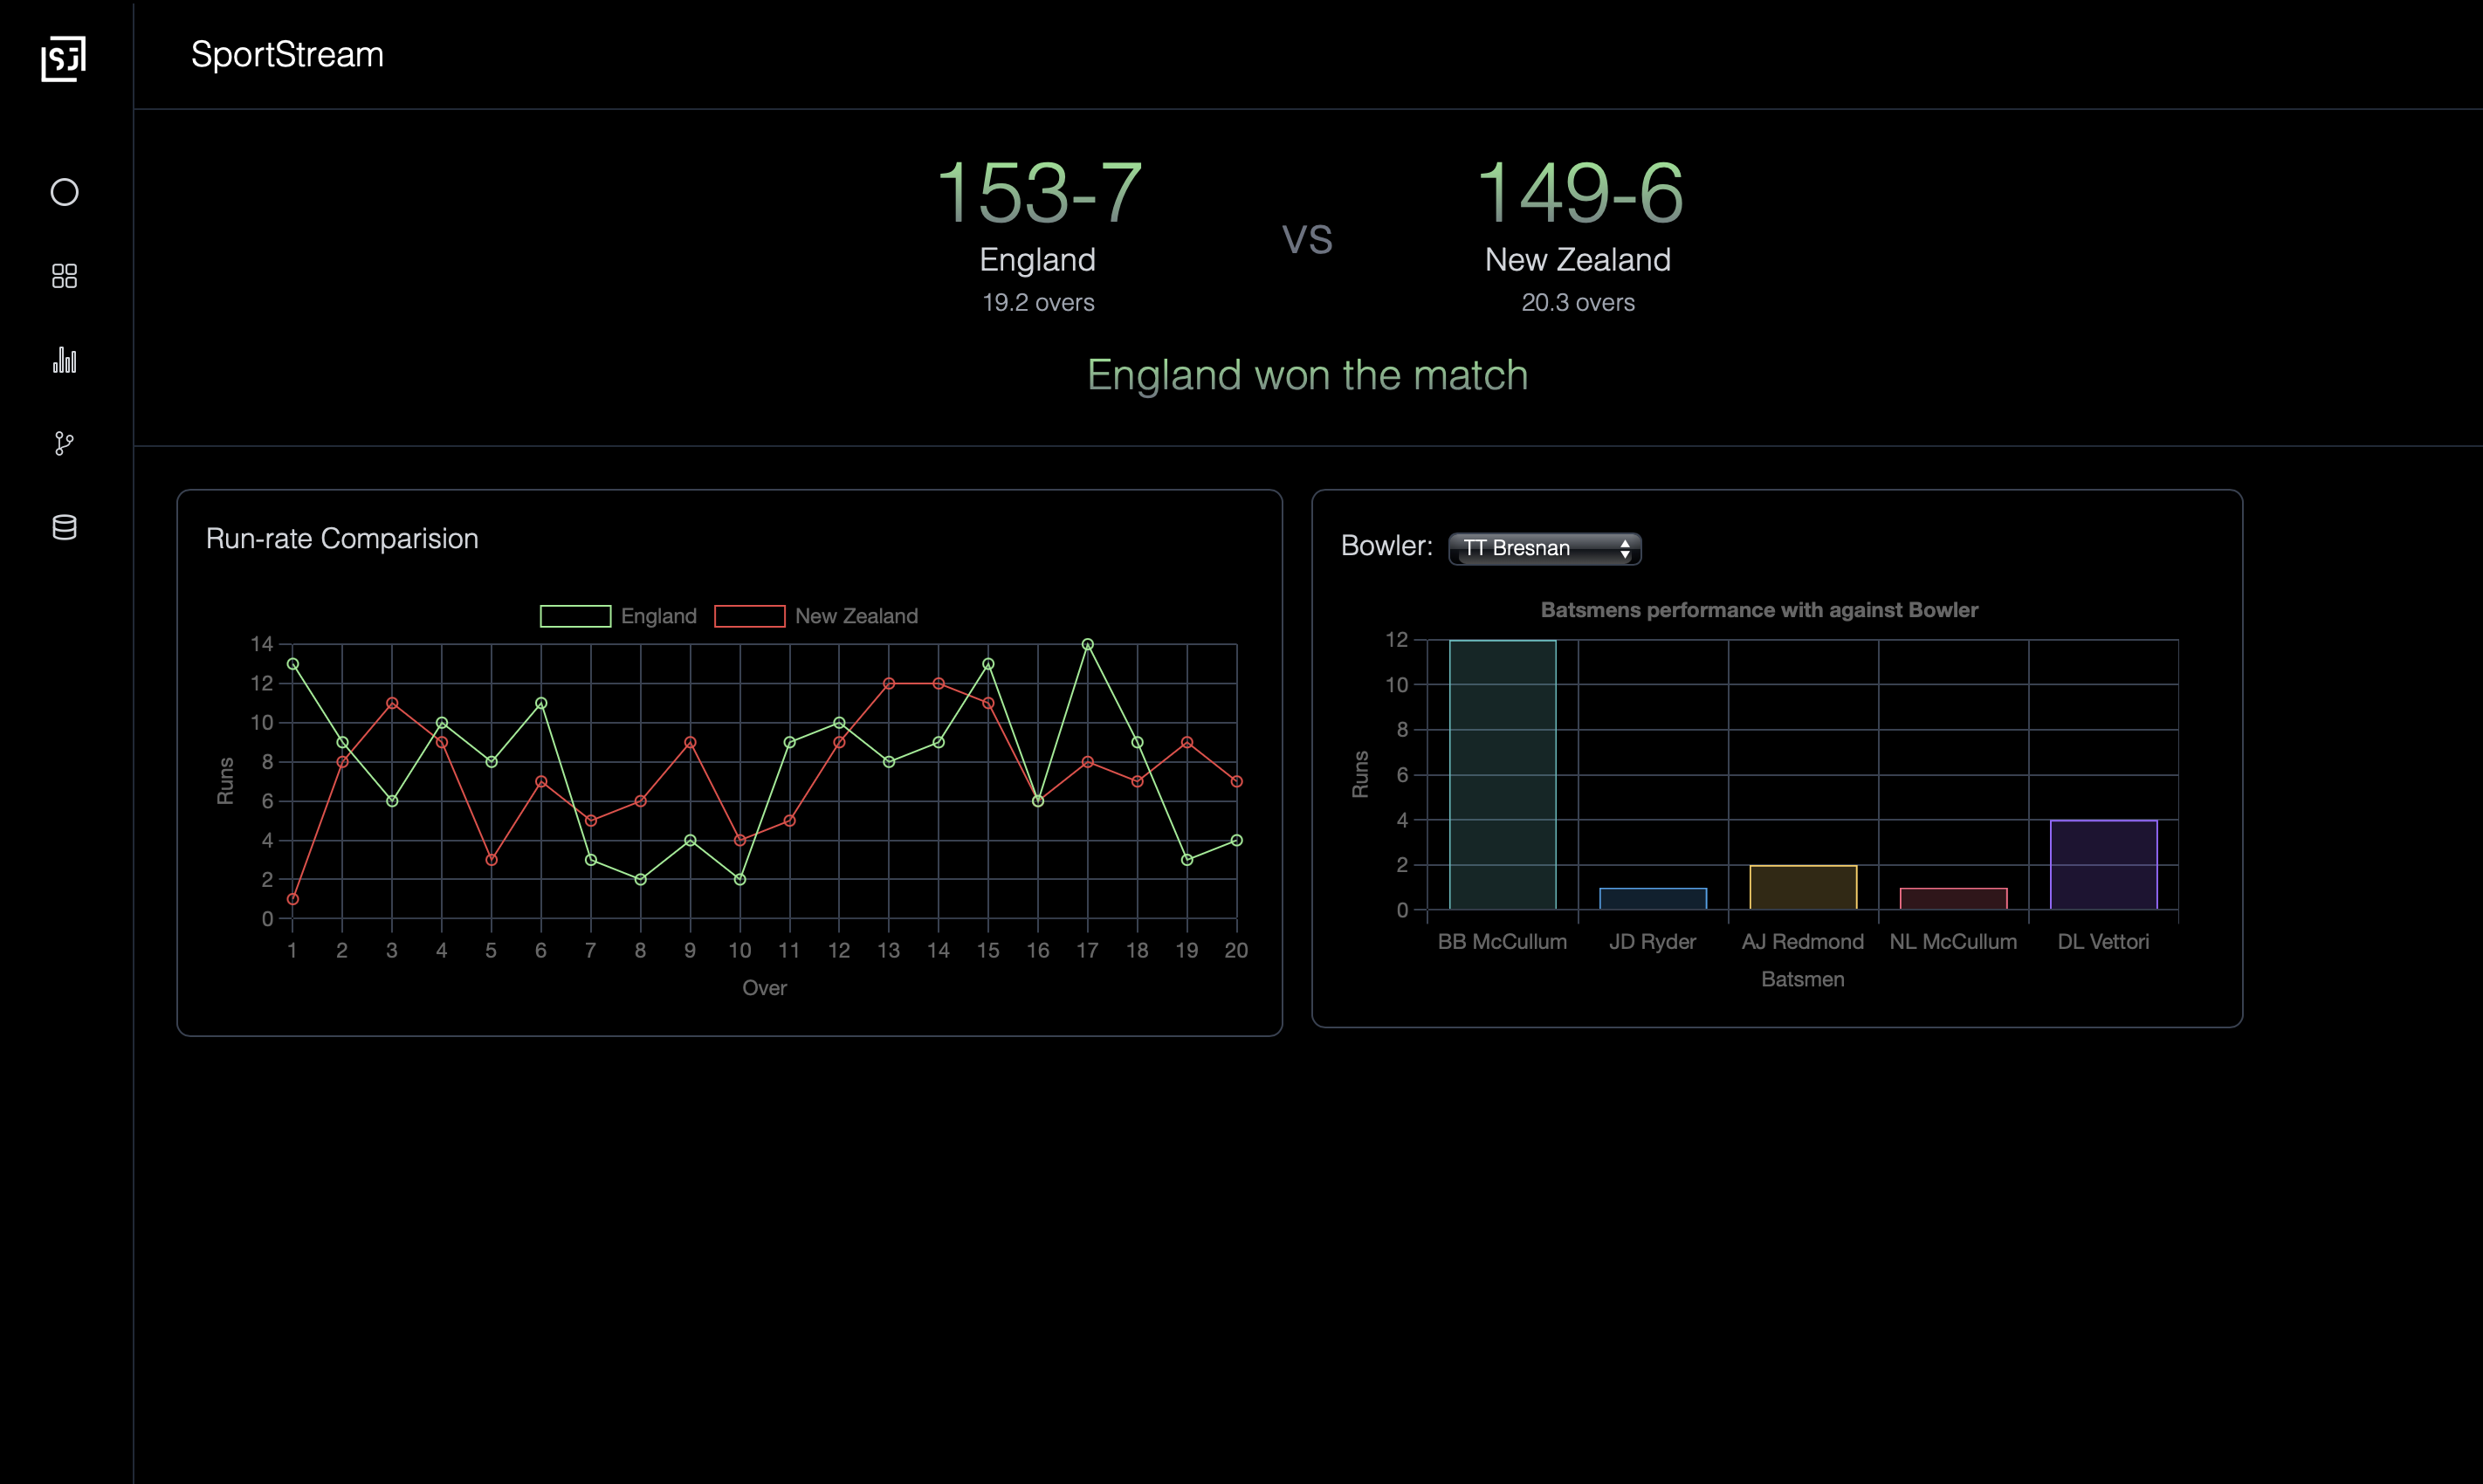 SJ
SportStream
153-7
England
19.2 overs
VS
149-6
New Zealand
20.3 overs
England won the match
Run-rate Comparision
England New Zealand
14
12
10
8
6
4
2
0
Runs
1 2 3 4 5 6 7 8 9 10 11 12 13 14 15 16 17 18 19 20
Over
Bowler: TT Bresnan
Batsmens performance with against Bowler
12
10
8
6
4
2
0
Runs
BB McCullum JD Ryder AJ Redmond NL McCullum DL Vettori
Batsmen